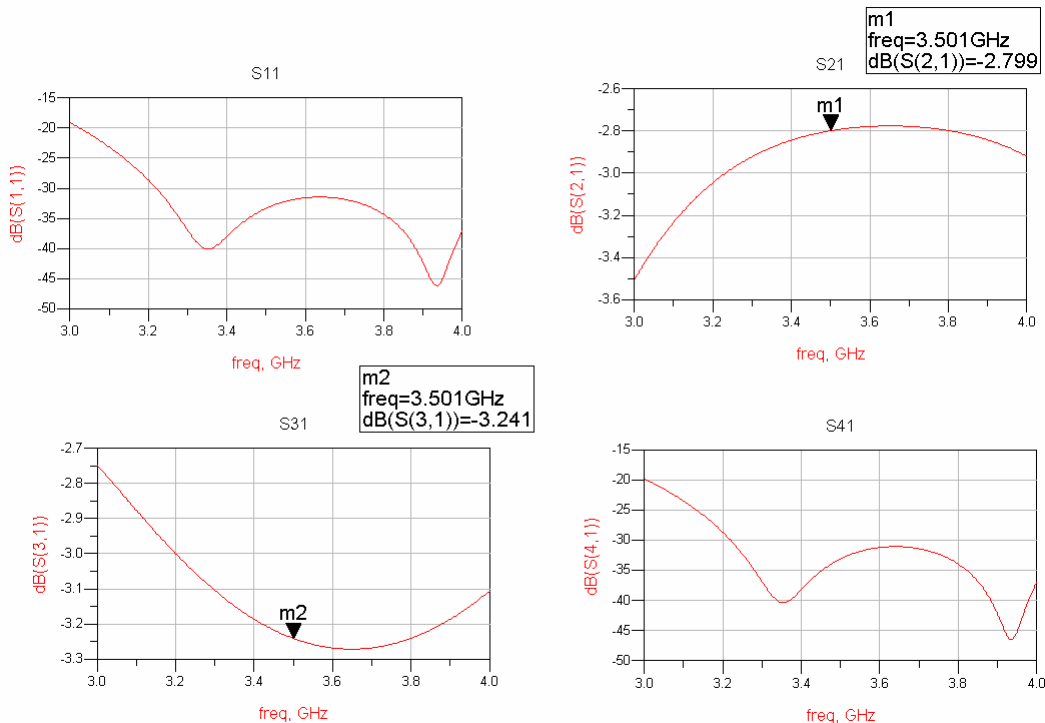 m1
freq=3.501GHz
dB(S(2,1))=-2.799
S11
-15
-20
-25
-30
-35
-40
-45
-50
dB(S(1,1))
3.0
3.2
3.4
3.6
3.8
4.0
freq, GHz
S21
m1
-2.6
-2.8
-3.0
-3.2
-3.4
-3.6
dB(S(2,1))
3.0
3.2
3.4
3.6
3.8
4.0
freq, GHz
m2
freq=3.501GHz
dB(S(3,1))=-3.241
S31
-2.7
-2.8
-2.9
-3.0
-3.1
-3.2
-3.3
dB(S(3,1))
m2
3.0
3.2
3.4
3.6
3.8
4.0
freq, GHz
S41
-15
-20
-25
-30
-35
-40
-45
-50
dB(S(4,1))
3.0
3.2
3.4
3.6
3.8
4.0
freq, GHz